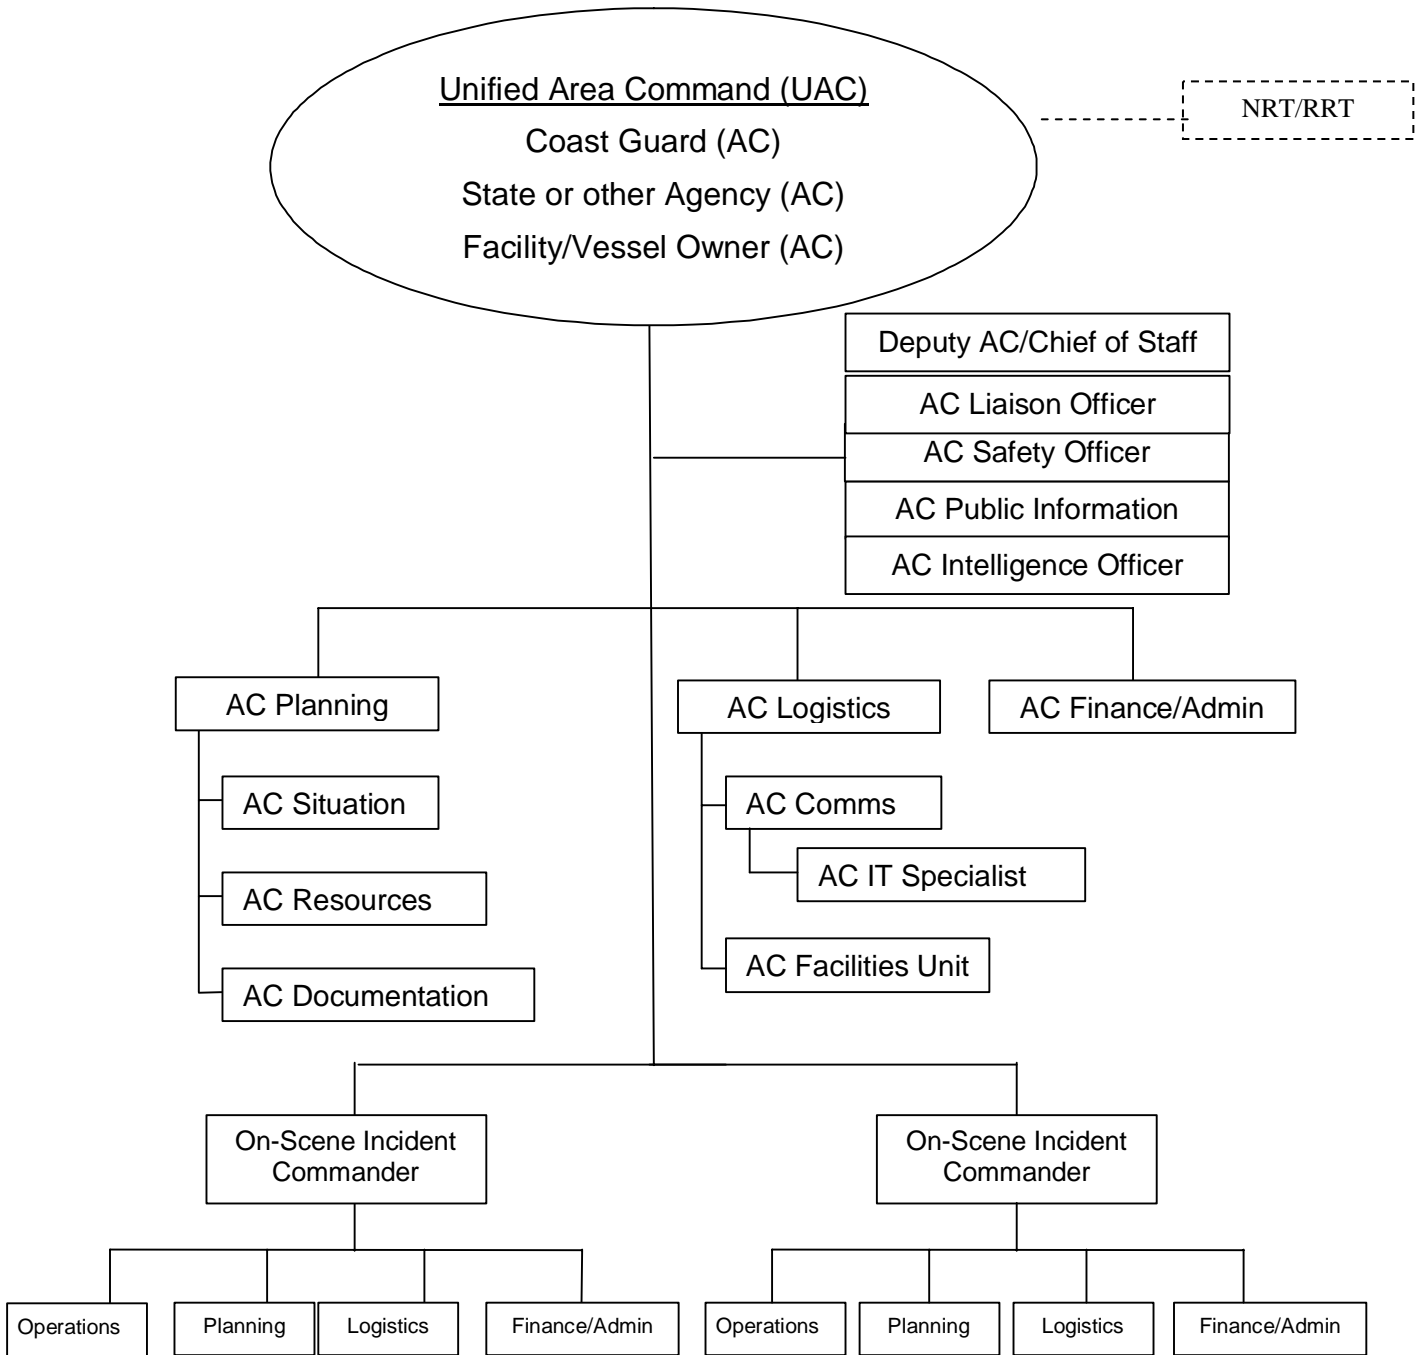 Unified Area Command (UAC)
Coast Guard (AC)
State or other Agency (AC)
Facility/Vessel Owner (AC)
NRT/RRT
Deputy AC/Chief of Staff
AC Liaison Officer
AC Safety Officer
AC Public Information
AC Intelligence Officer
AC Planning
AC Logistics
AC Finance/Admin
AC Situation
AC Comms
AC IT Specialist
AC Resources
AC Facilities Unit
AC Documentation
On-Scene Incident
Commander
On-Scene Incident
Commander
Operations
Planning
Logistics
Finance/Admin
Operations
Planning
Logistics
Finance/Admin